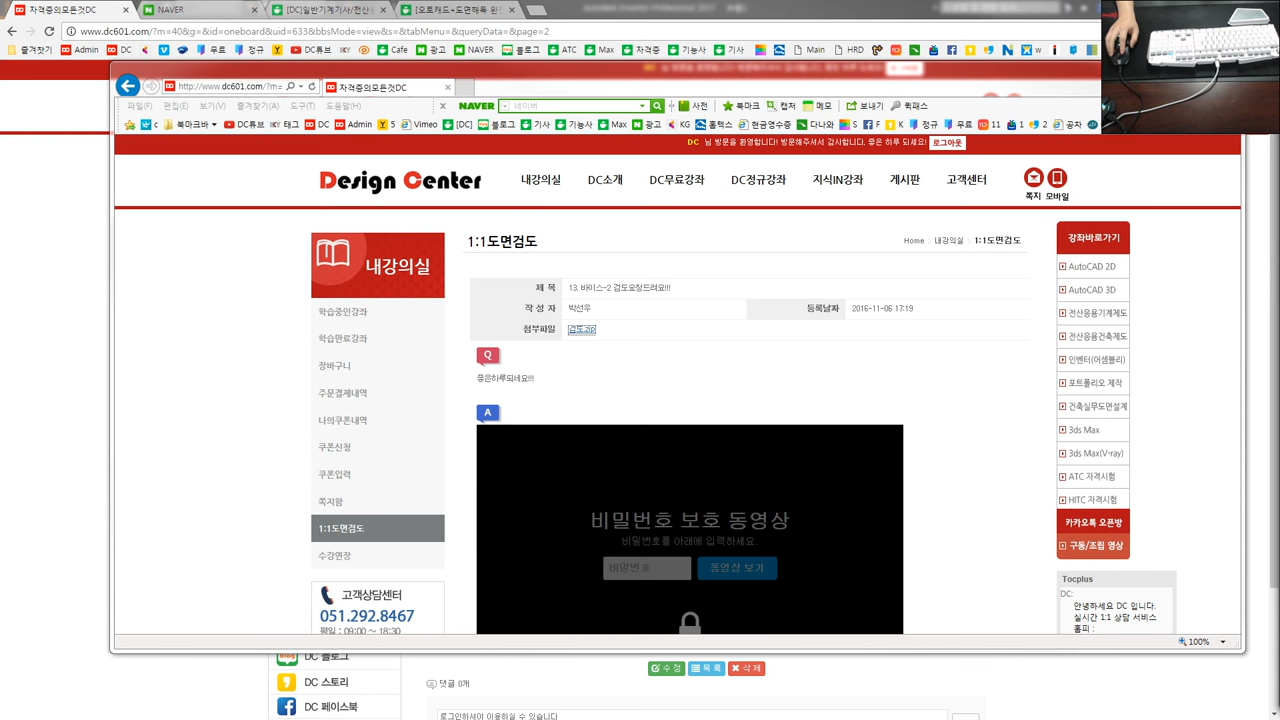 자격증의모든것DC
NAVER
[DC]일반기계기사/전산응
[오토캐드도면해독 완
www.dc601.com/?m=40&g=&id=oneboard&uid=633&bbsMode=view&s=&tabMenu=&queryData=&page=2
즐겨찾기 Admin DC 무료 정규 DC튜브 Cafe 광고 NAVER 블로그 ATC Max 자격증 기능사 기사 Main HRD
http://www.dc601.com/?m=
자격증의모든것DC
파일(F) 편집(E) 보기(V) 즐겨찾기(A) 도구(T) 도움말(H)
NAVER 네이버 사전 북마크 캡처 메모 보내기 퀵패스
c 북마크바 DC튜브 태그 DC Admin 5 Vimeo [DC] 블로그 기사 기능사 Max 광고 KG 홈텍스 현금영수증 다나와 S F K 정규 무료 11 1 2 공자
DC 님 방문을 환영합니다! 방문해주셔서 감사합니다. 좋은 하루 되세요! 로그아웃
Design Center
내강의실 DC소개 DC무료강좌 DC정규강좌 지식IN강좌 게시판 고객센터
쪽지 모바일
내강의실
학습중인강좌
학습만료강좌
장바구니
주문결제내역
나의쿠폰내역
쿠폰신청
쿠폰입력
쪽지함
1:1도면검도
수강연장
고객상담센터
051.292.8467
평일 : 09:00 ~ 18:30
1:1도면검도
Home 내강의실 1:1도면검도
제 목 13. 바이스-2 검도요청드려요!!!
작 성 자 박선우 등록날짜 2016-11-06 17:19
첨부파일
Q
좋은하루되세요!!!
A
비밀번호 보호 동영상
비밀번호를 아래에 입력하세요.
비밀번호 동영상 보기
강좌바로가기
AutoCAD 2D
AutoCAD 3D
전산응용기계제도
전산응용건축제도
인벤터(어셈블리)
포트폴리오 제작
건축실무도면설계
3ds Max
3ds Max(V-ray)
ATC 자격시험
HITC 자격시험
카카오톡 오픈방
구동/조립 영상
Tocplus
DC:
안녕하세요 DC 입니다.
실시간 1:1 상담 서비스
홈피 :
100%
DC 블로그
DC 스토리
DC 페이스북
수정 목록 삭제
댓글 0개
로그인하셔야 이용하실 수 있습니다